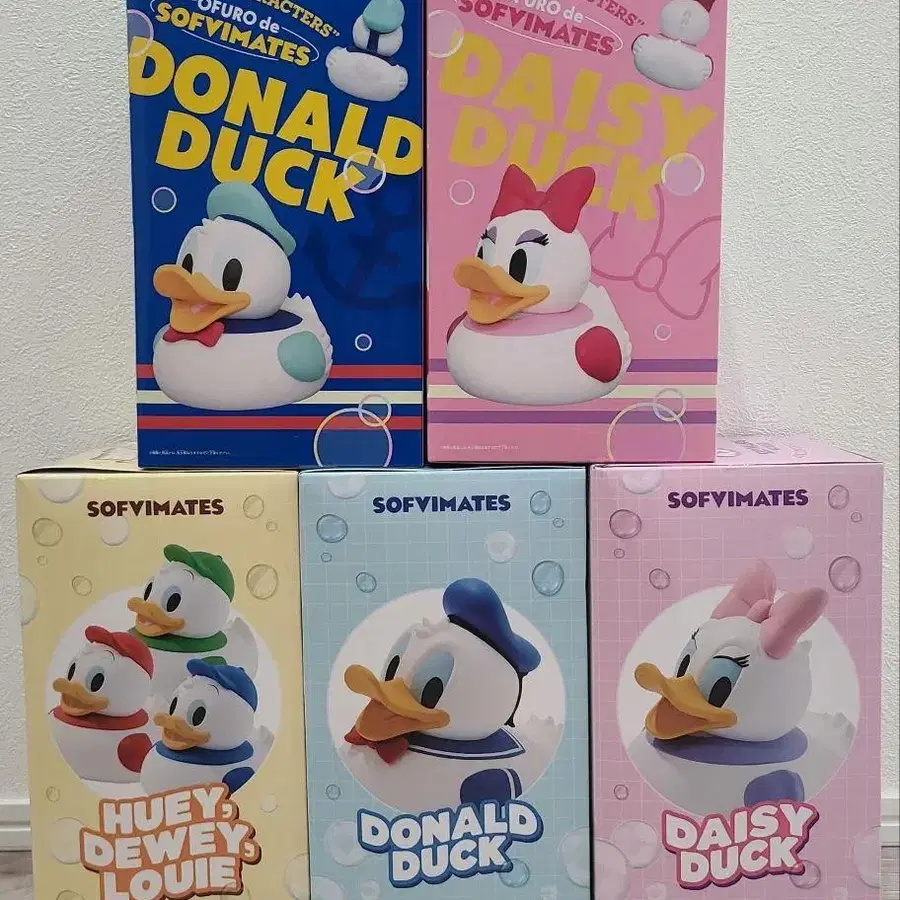 CHARACTERS"
"OFURO de
SOFVIMATES
DONALD
DUCK
OFURO de
SOFVIMATES
DAISY
DUCK
SOFVIMATES
HUEY,
DEWEY,
LOUIE
SOFVIMATES
DONALD
DUCK
SOFVIMATES
DAISY
DUCK